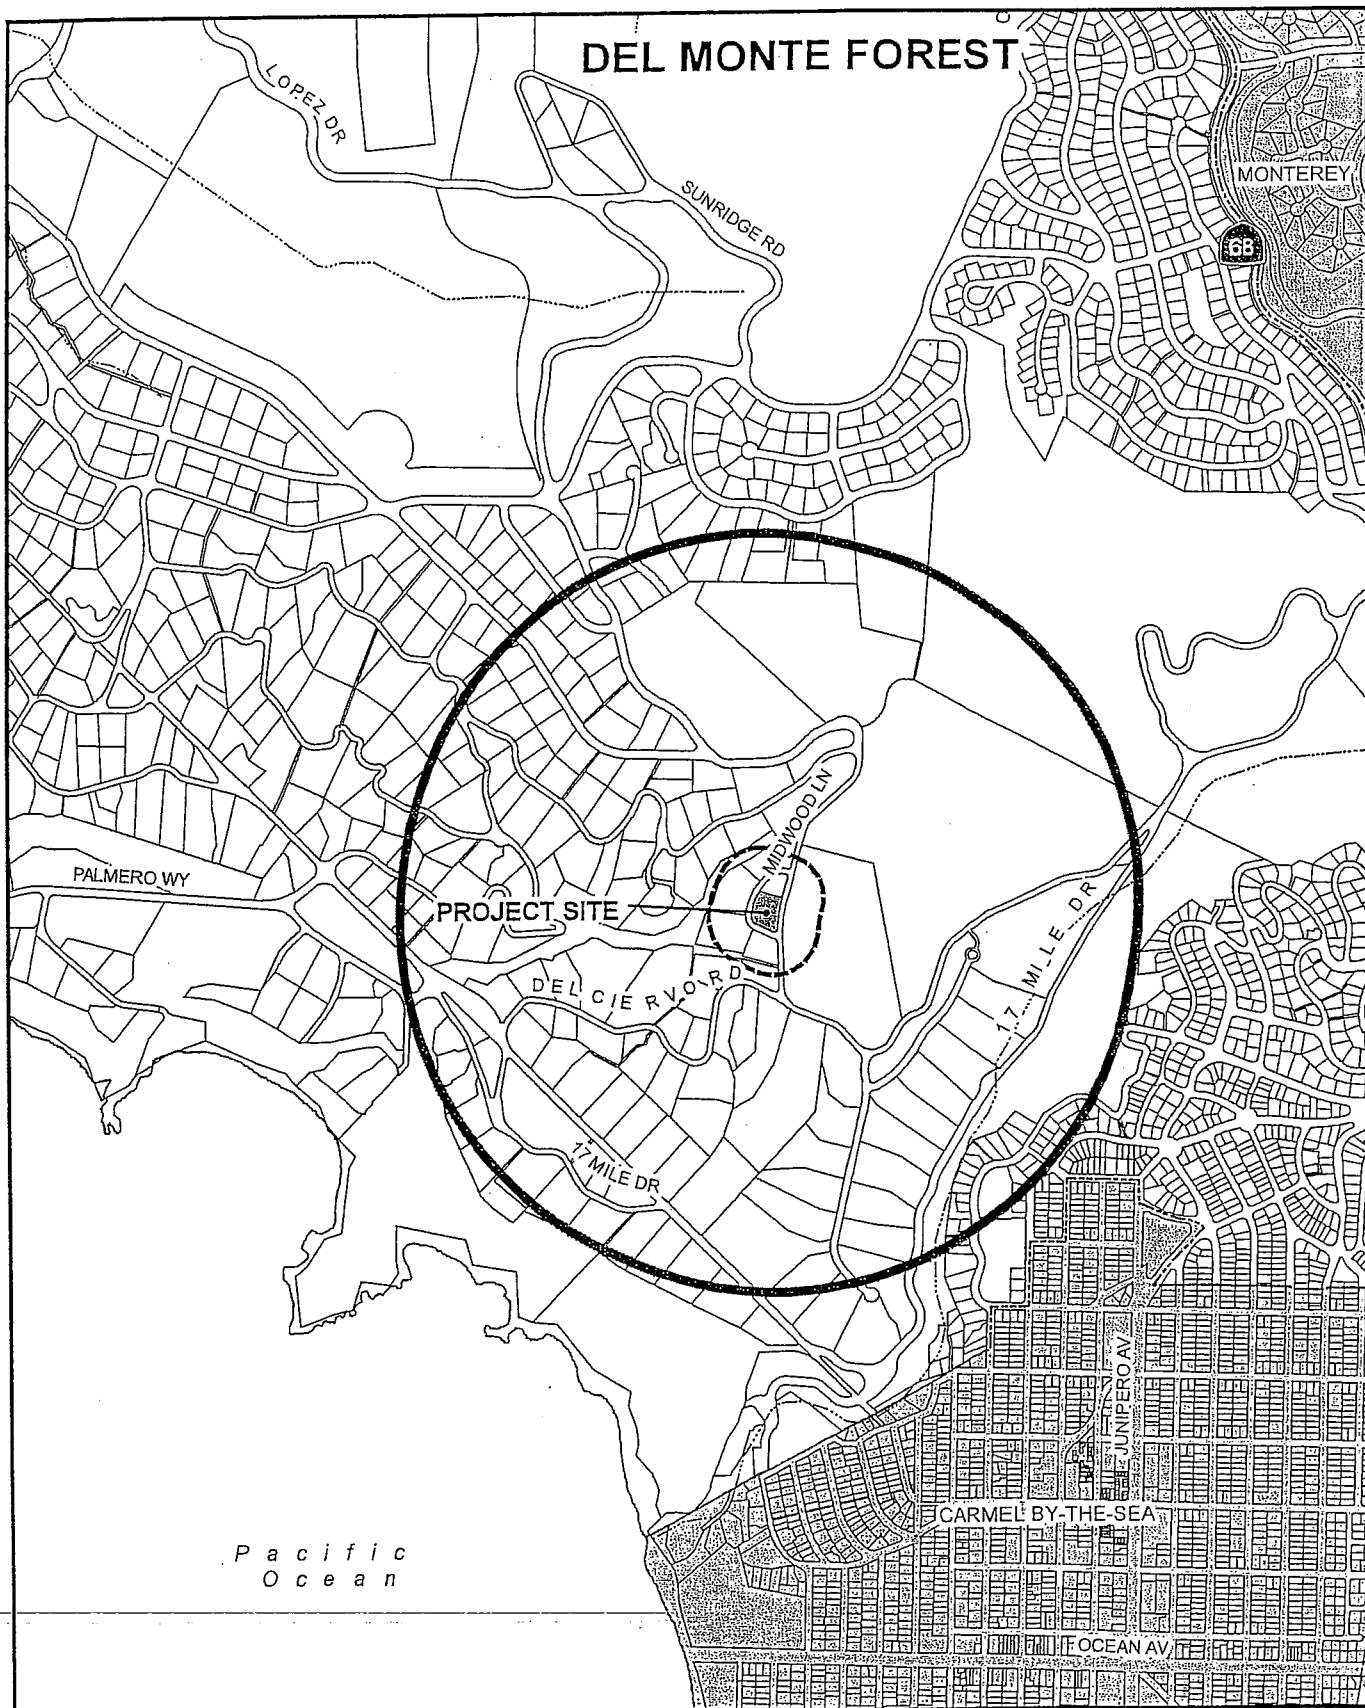 DEL MONTE FOREST
LOPEZ DR
SUNRIDGE RD
MONTEREY
68
MIDWOOD LN
PALMERO WY
PROJECT SITE
DEL CIERVO RD
17 MILE DR
17 MILE DR
JUNIPERO AV
CARMEL BY-THE-SEA
Pacific
Ocean
OCEAN AV